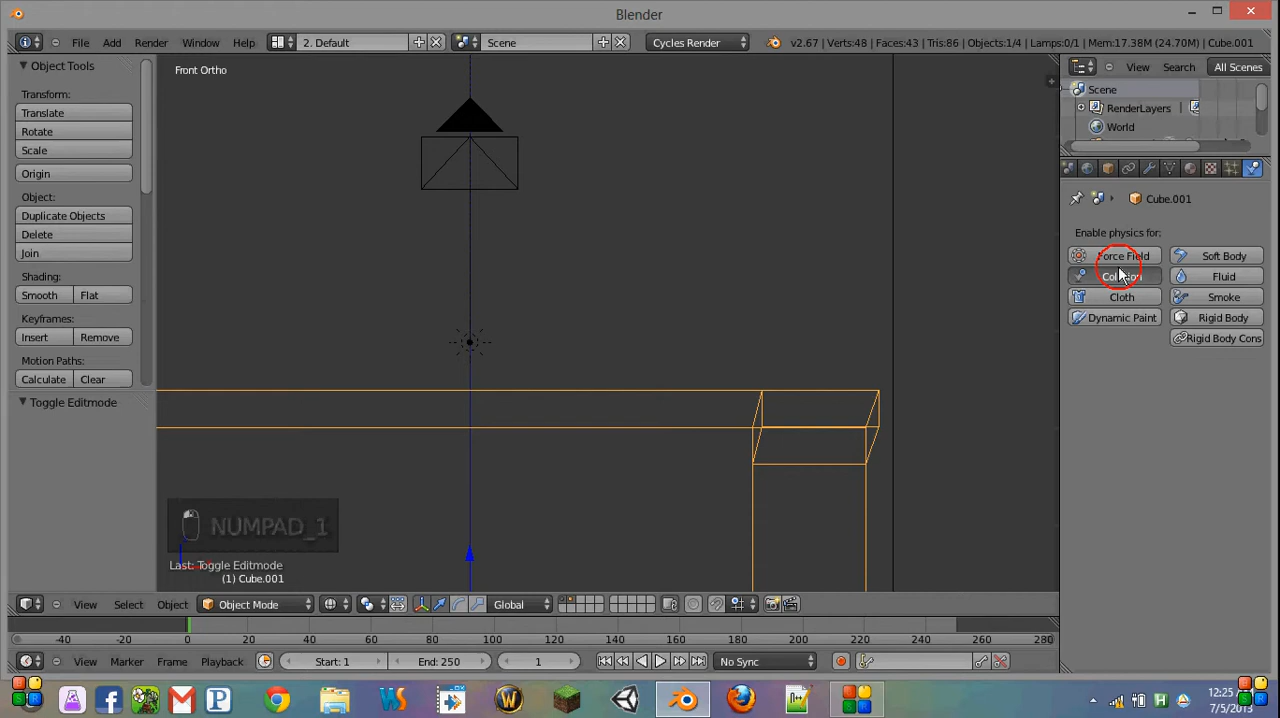 Blender
File Add Render Window Help 2. Default Scene Cycles Render v2.67 | Verts:48 | Faces:43 | Tris:86 | Objects:1/4 | Lamps:0/1 | Mem:17.38M (24.70M) | Cube.001
Object Tools
Transform:
Translate
Rotate
Scale
Origin
Object:
Duplicate Objects
Delete
Join
Shading:
Smooth Flat
Keyframes:
Insert Remove
Motion Paths:
Calculate Clear
Toggle Editmode
Front Ortho
NUMPAD_1
Last: Toggle Editmode
(1) Cube.001
View Search All Scenes
Scene
RenderLayers
World
Cube.001
Enable physics for:
Force Field Soft Body
Fluid
Cloth Smoke
Dynamic Paint Rigid Body
Rigid Body Cons
View Select Object Object Mode Global
-40 -20 0 20 40 60 80 100 120 140 160 180 200 220 240 260 280
View Marker Frame Playback Start: 1 End: 250 1 No Sync
12:25
7/5/2013